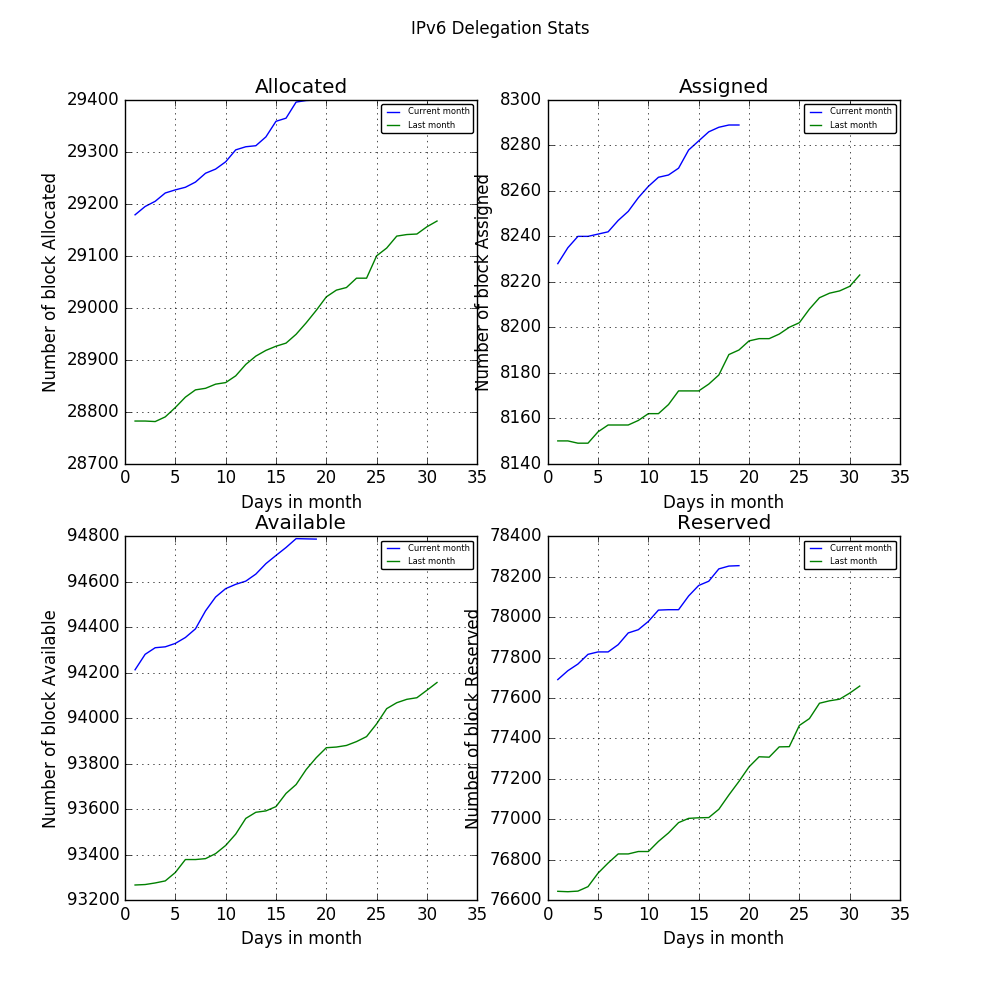 IPv6 Delegation Stats
Allocated
Number of block Allocated
29400
29300
29200
29100
29000
28900
28800
28700
Current month
Last month
0 5 10 15 20 25 30 35
Days in month
Assigned
Number of block Assigned
8300
8280
8260
8240
8220
8200
8180
8160
8140
Current month
Last month
0 5 10 15 20 25 30 35
Days in month
Available
Number of block Available
94800
94600
94400
94200
94000
93800
93600
93400
93200
Current month
Last month
0 5 10 15 20 25 30 35
Days in month
Reserved
Number of block Reserved
78400
78200
78000
77800
77600
77400
77200
77000
76800
76600
Current month
Last month
0 5 10 15 20 25 30 35
Days in month